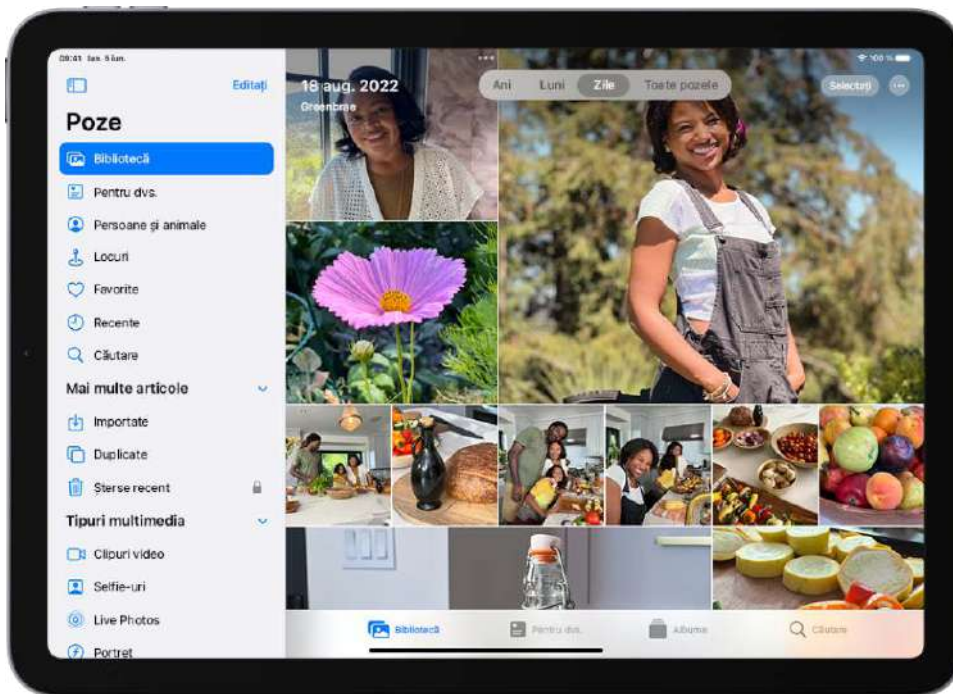 09:41 lun. 5 iun.
100 %
Editați
18 aug. 2022
Greenbrae
Ani Luni Zile Toate pozele
Selectați
Poze
Bibliotecă
Pentru dvs.
Persoane și animale
Locuri
Favorite
Recente
Căutare
Mai multe articole
Importate
Duplicate
Șterse recent
Tipuri multimedia
Clipuri video
Selfie-uri
Live Photos
Portret
Bibliotecă Pentru dvs. Albume Căutare